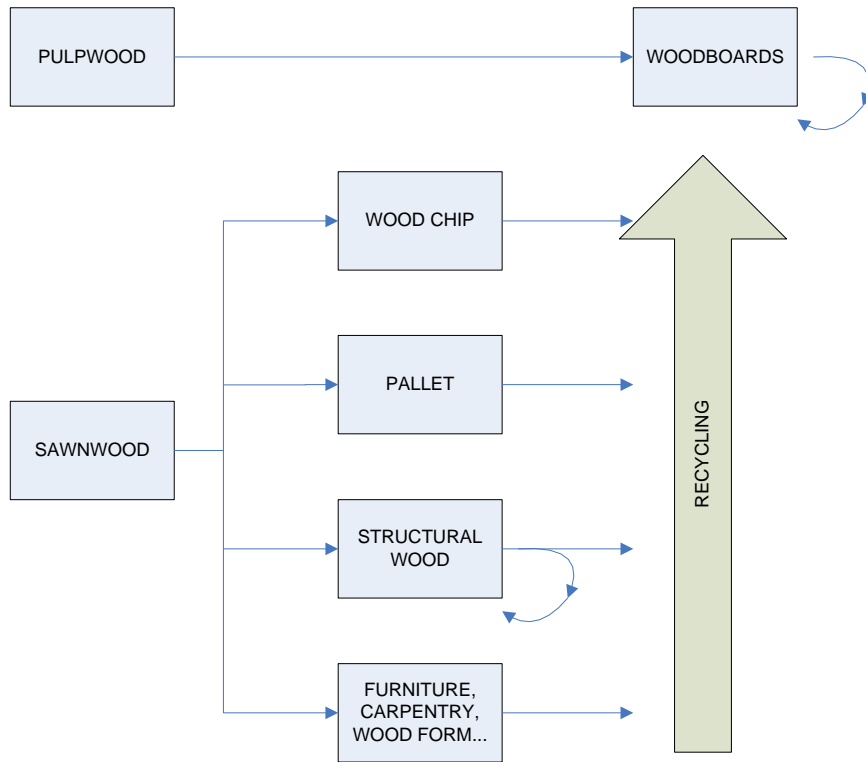 PULPWOOD
WOODBOARDS
WOOD CHIP
PALLET
SAWNWOOD
RECYCLING
STRUCTURAL
WOOD
FURNITURE,
CARPENTRY,
WOOD FORM...